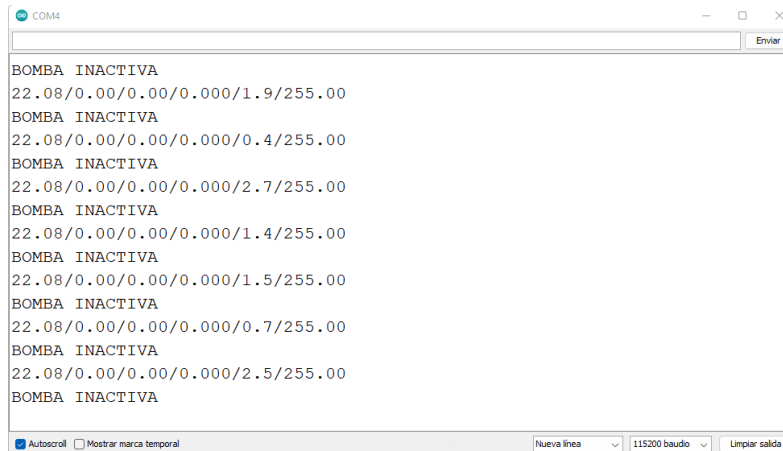 COM4
Enviar
BOMBA INACTIVA
22.08/0.00/0.00/0.000/1.9/255.00
BOMBA INACTIVA
22.08/0.00/0.00/0.000/0.4/255.00
BOMBA INACTIVA
22.08/0.00/0.00/0.000/2.7/255.00
BOMBA INACTIVA
22.08/0.00/0.00/0.000/1.4/255.00
BOMBA INACTIVA
22.08/0.00/0.00/0.000/1.5/255.00
BOMBA INACTIVA
22.08/0.00/0.00/0.000/0.7/255.00
BOMBA INACTIVA
22.08/0.00/0.00/0.000/2.5/255.00
BOMBA INACTIVA
Autoscroll Mostrar marca temporal Nueva línea 115200 baudio Limpiar salida